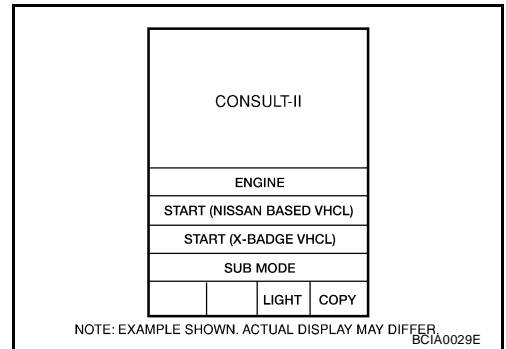 CONSULT-II
ENGINE
START (NISSAN BASED VHCL)
START (X-BADGE VHCL)
SUB MODE
LIGHT COPY
NOTE: EXAMPLE SHOWN. ACTUAL DISPLAY MAY DIFFER.
BCIA0029E